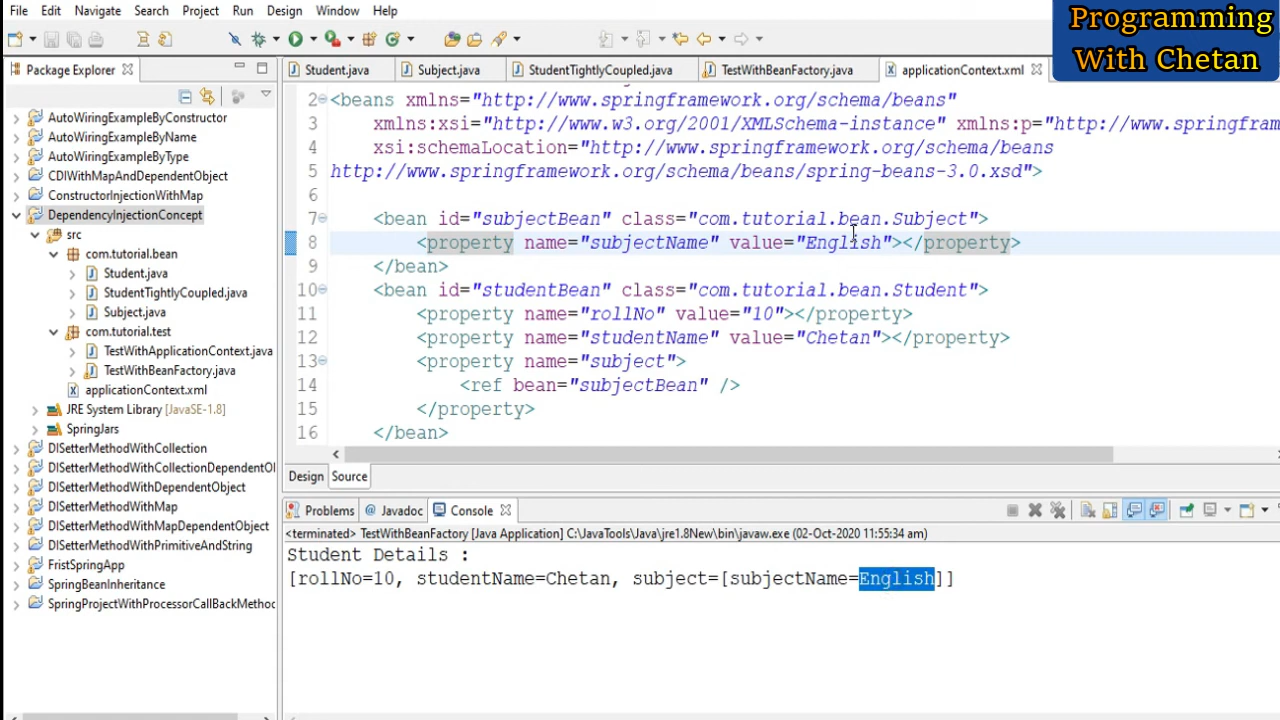 File Edit Navigate Search Project Run Design Window Help
Programming
With Chetan
Package Explorer
Student.java Subject.java StudentTightlyCoupled.java TestWithBeanFactory.java applicationContext.xml
AutoWiringExampleByConstructor
AutoWiringExampleByName
AutoWiringExampleByType
CDIWithMapAndDependentObject
ConstructorInjectionWithMap
DependencyInjectionConcept
src
com.tutorial.bean
Student.java
StudentTightlyCoupled.java
Subject.java
com.tutorial.test
TestWithApplicationContext.java
TestWithBeanFactory.java
applicationContext.xml
JRE System Library [JavaSE-1.8]
SpringJars
DISetterMethodWithCollection
DISetterMethodWithCollectionDependentOl
DISetterMethodWithDependentObject
DISetterMethodWithMap
DISetterMethodWithMapDependentObject
DISetterMethodWithPrimitiveAndString
FristSpringApp
SpringBeanInheritance
SpringProjectWithProcessorCallBackMethod
2 <beans xmlns="http://www.springframework.org/schema/beans"
3 xmlns:xsi="http://www.w3.org/2001/XMLSchema-instance" xmlns:p="http://www.springfram
4 xsi:schemaLocation="http://www.springframework.org/schema/beans
5 http://www.springframework.org/schema/beans/spring-beans-3.0.xsd">
6
7 <bean id="subjectBean" class="com.tutorial.bean.Subject">
8 <property name="subjectName" value="English"></property>
9 </bean>
10 <bean id="studentBean" class="com.tutorial.bean.Student">
11 <property name="rollNo" value="10"></property>
12 <property name="studentName" value="Chetan"></property>
13 <property name="subject">
14 <ref bean="subjectBean" />
15 </property>
16 </bean>
Design Source
Problems Javadoc Console
<terminated> TestWithBeanFactory [Java Application] C:\JavaTools\Java\jre1.8New\bin\javaw.exe (02-Oct-2020 11:55:34 am)
Student Details :
[rollNo=10, studentName=Chetan, subject=[subjectName=English]]